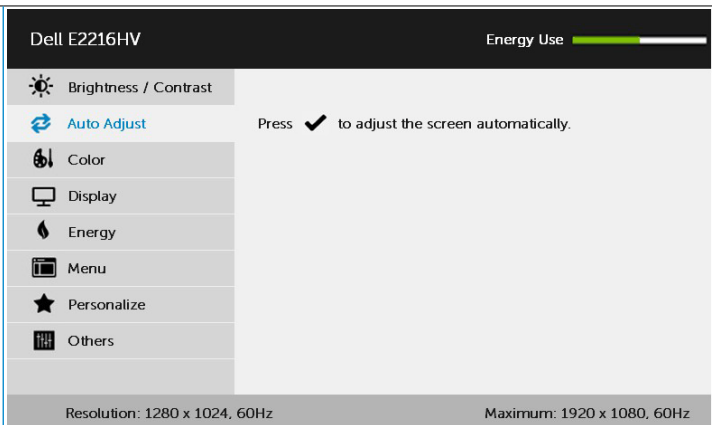 Dell E2216HV
Energy Use
Brightness / Contrast
Auto Adjust
Press ✔ to adjust the screen automatically.
Color
Display
Energy
Menu
Personalize
Others
Resolution: 1280 x 1024, 60Hz
Maximum: 1920 x 1080, 60Hz